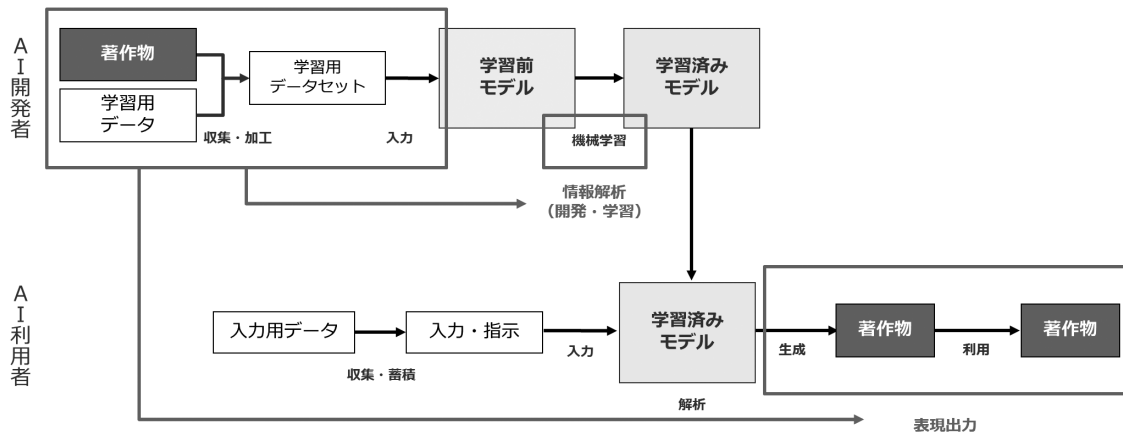 AI開発者
著作物
学習用
データ
収集・加工
学習用
データセット
入力
学習前
モデル
機械学習
学習済み
モデル
情報解析
（開発・学習）
AI利用者
入力用データ
収集・蓄積
入力・指示
入力
学習済み
モデル
解析
生成
著作物
利用
著作物
表現出力